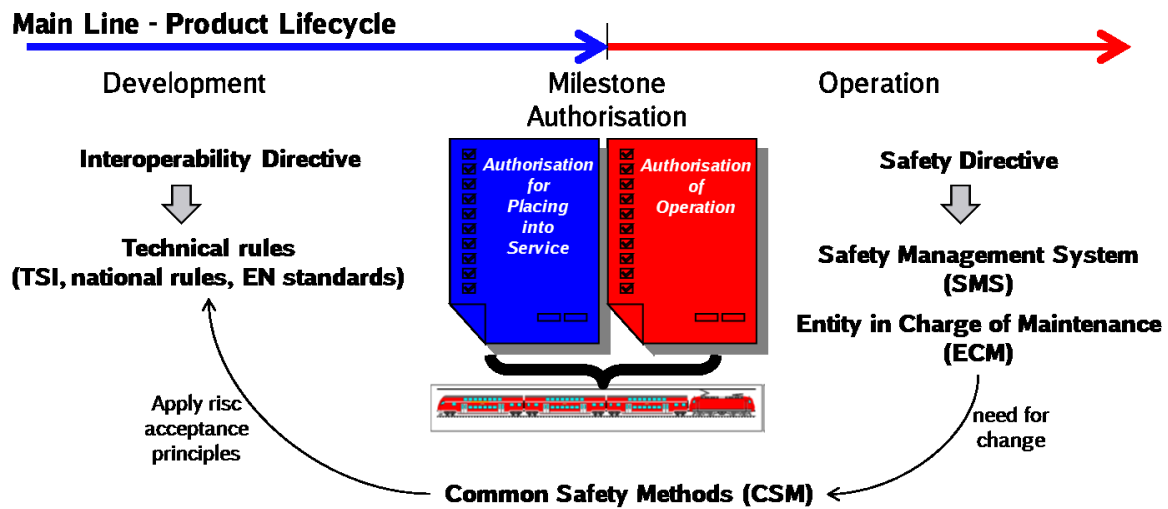 Main Line - Product Lifecycle
Development
Milestone
Authorisation
Operation
Interoperability Directive
Technical rules
(TSI, national rules, EN standards)
Authorisation
for
Placing
into
Service
Authorisation
of
Operation
Safety Directive
Safety Management System
(SMS)
Entity in Charge of Maintenance
(ECM)
Apply risc
acceptance
principles
need for
change
Common Safety Methods (CSM)